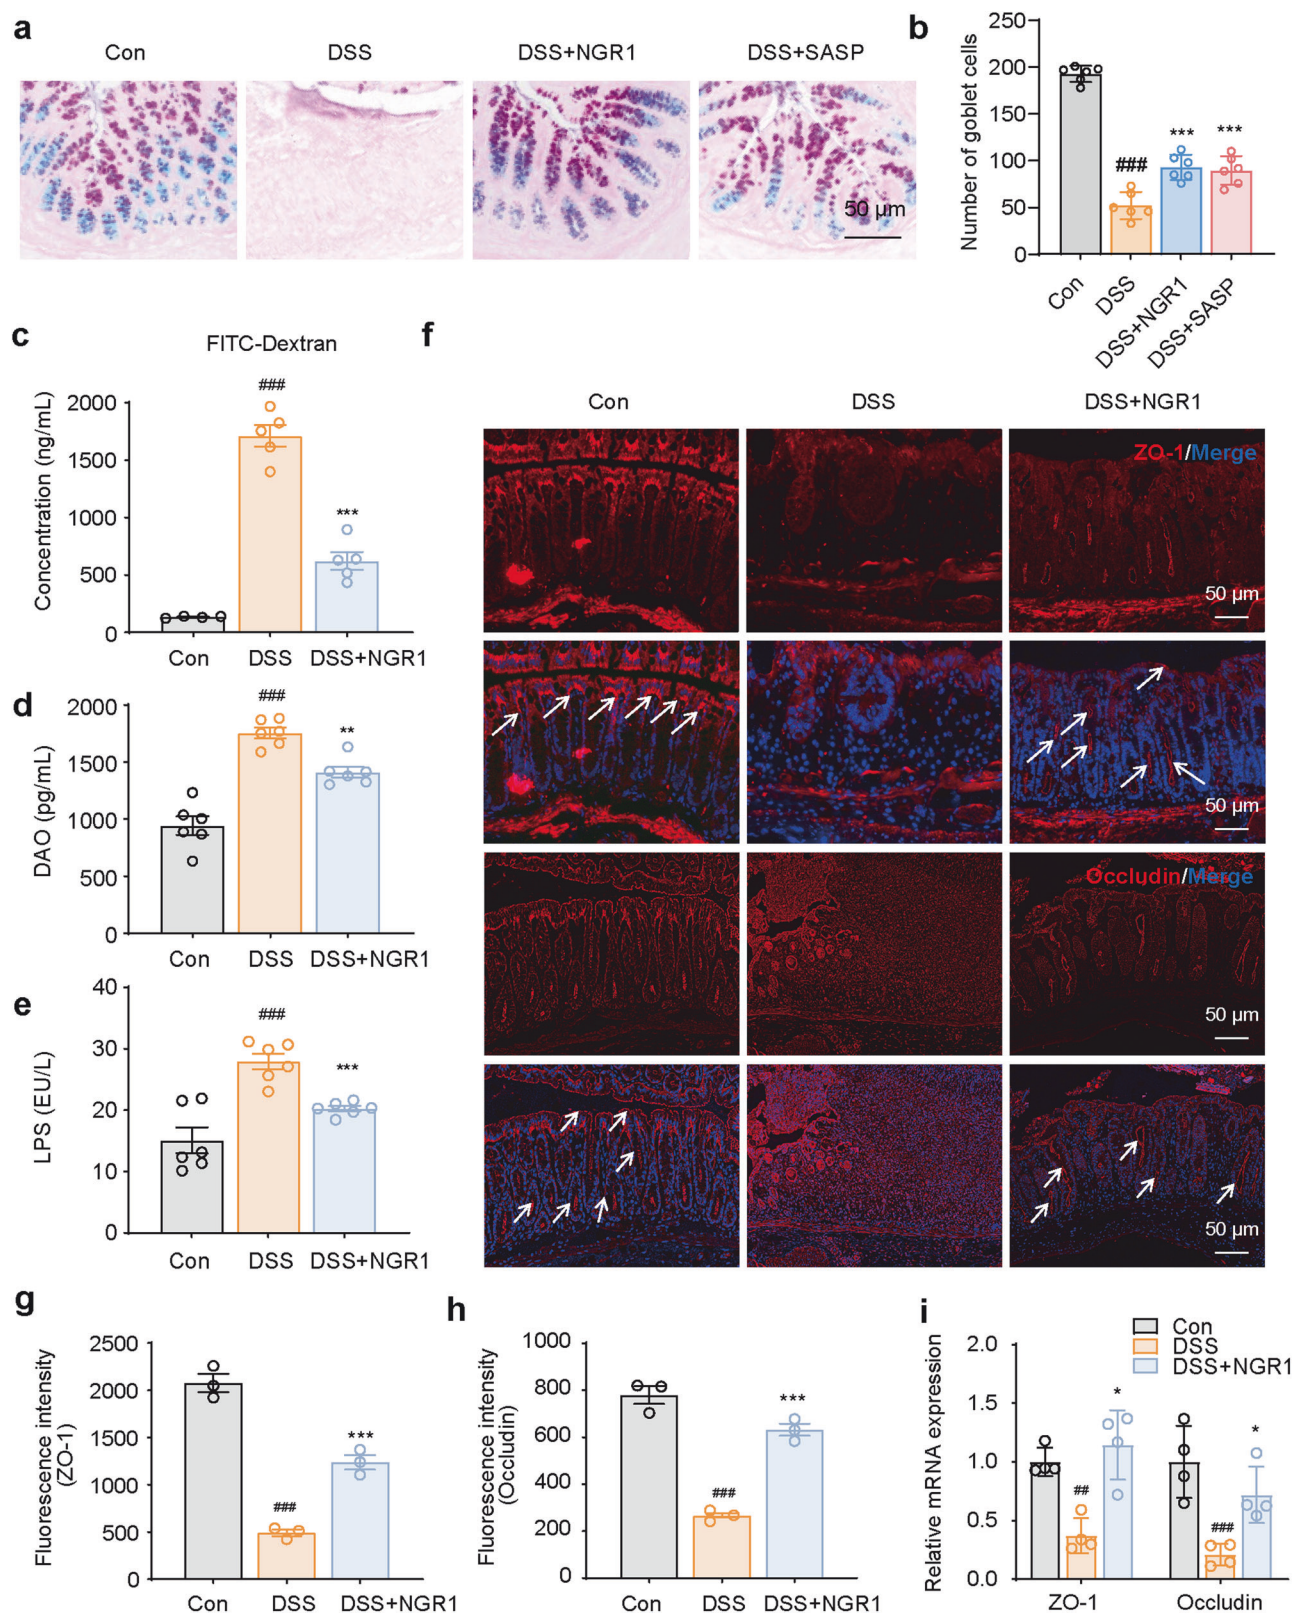 a
Con
DSS
DSS+NGR1
DSS+SASP
50 µm
b
Number of goblet cells
250
200
150
100
50
0
###
***
***
Con
DSS
DSS+NGR1
DSS+SASP
c
FITC-Dextran
Concentration (ng/mL)
2000
1500
1000
500
0
###
***
Con
DSS
DSS+NGR1
d
DAO (pg/mL)
2000
1500
1000
500
0
###
**
Con
DSS
DSS+NGR1
e
LPS (EU/L)
40
30
20
10
0
###
***
Con
DSS
DSS+NGR1
f
Con
DSS
DSS+NGR1
ZO-1/Merge
50 µm
50 µm
Occludin/Merge
50 µm
50 µm
g
Fluorescence intensity
(ZO-1)
2500
2000
1500
1000
500
0
###
***
Con
DSS
DSS+NGR1
h
Fluorescence intensity
(Occludin)
1000
800
600
400
200
0
###
***
Con
DSS
DSS+NGR1
i
Relative mRNA expression
2.0
1.5
1.0
0.5
0.0
Con
DSS
DSS+NGR1
##
*
###
*
ZO-1
Occludin